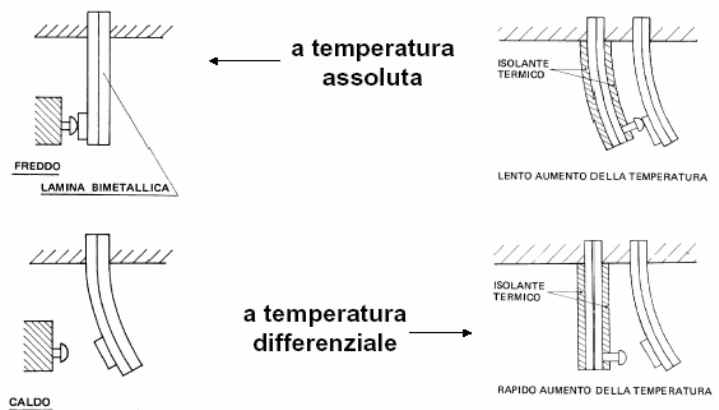 a temperatura
assoluta
FREDDO
LAMINA BIMETALLICA
ISOLANTE
TERMICO
LENTO AUMENTO DELLA TEMPERATURA
a temperatura
differenziale
CALDO
ISOLANTE
TERMICO
RAPIDO AUMENTO DELLA TEMPERATURA